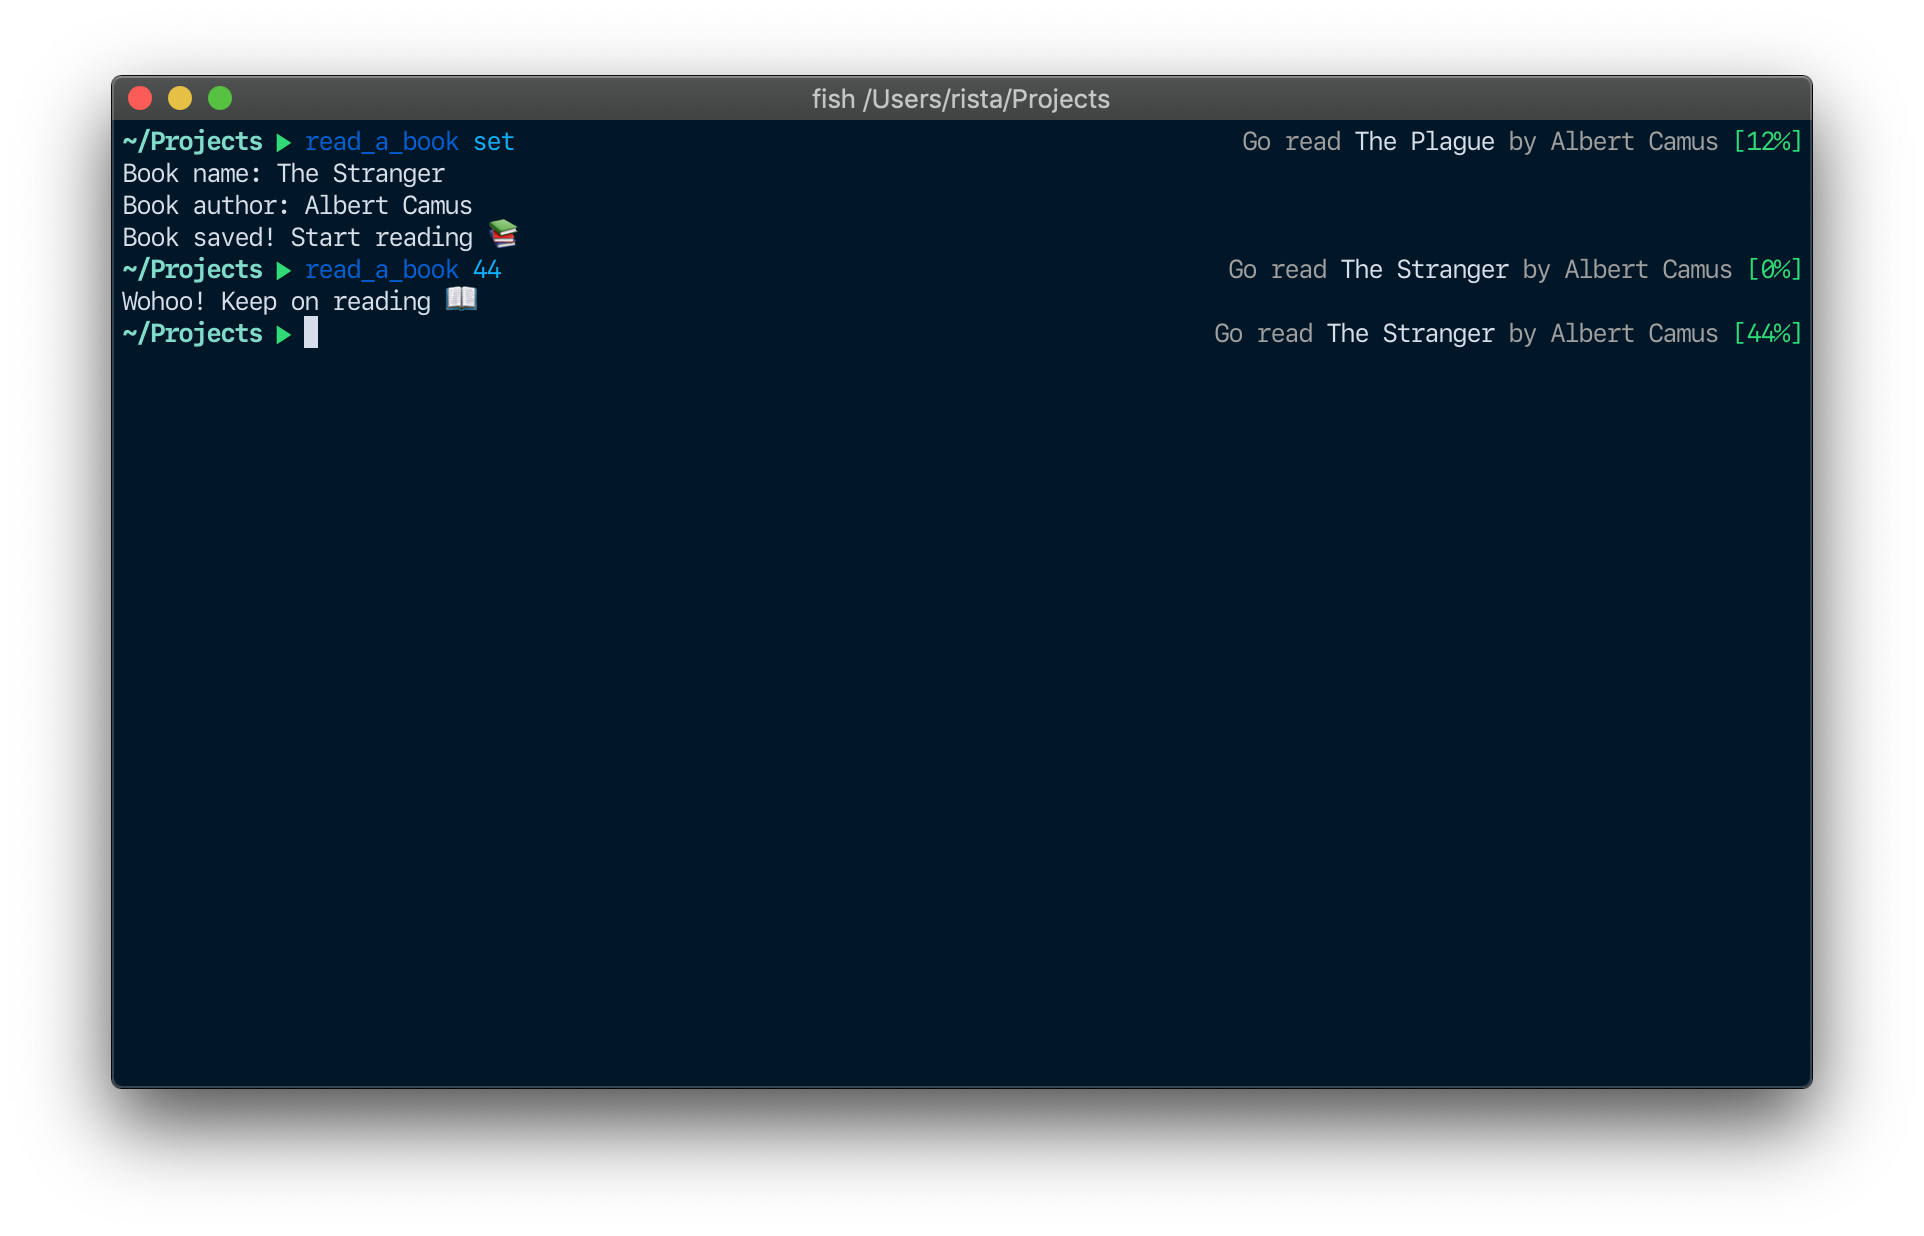 fish /Users/rista/Projects
~/Projects ▶ read_a_book set Go read The Plague by Albert Camus [12%]
Book name: The Stranger
Book author: Albert Camus
Book saved! Start reading 📚
~/Projects ▶ read_a_book 44 Go read The Stranger by Albert Camus [0%]
Wohoo! Keep on reading 📖
~/Projects ▶ Go read The Stranger by Albert Camus [44%]